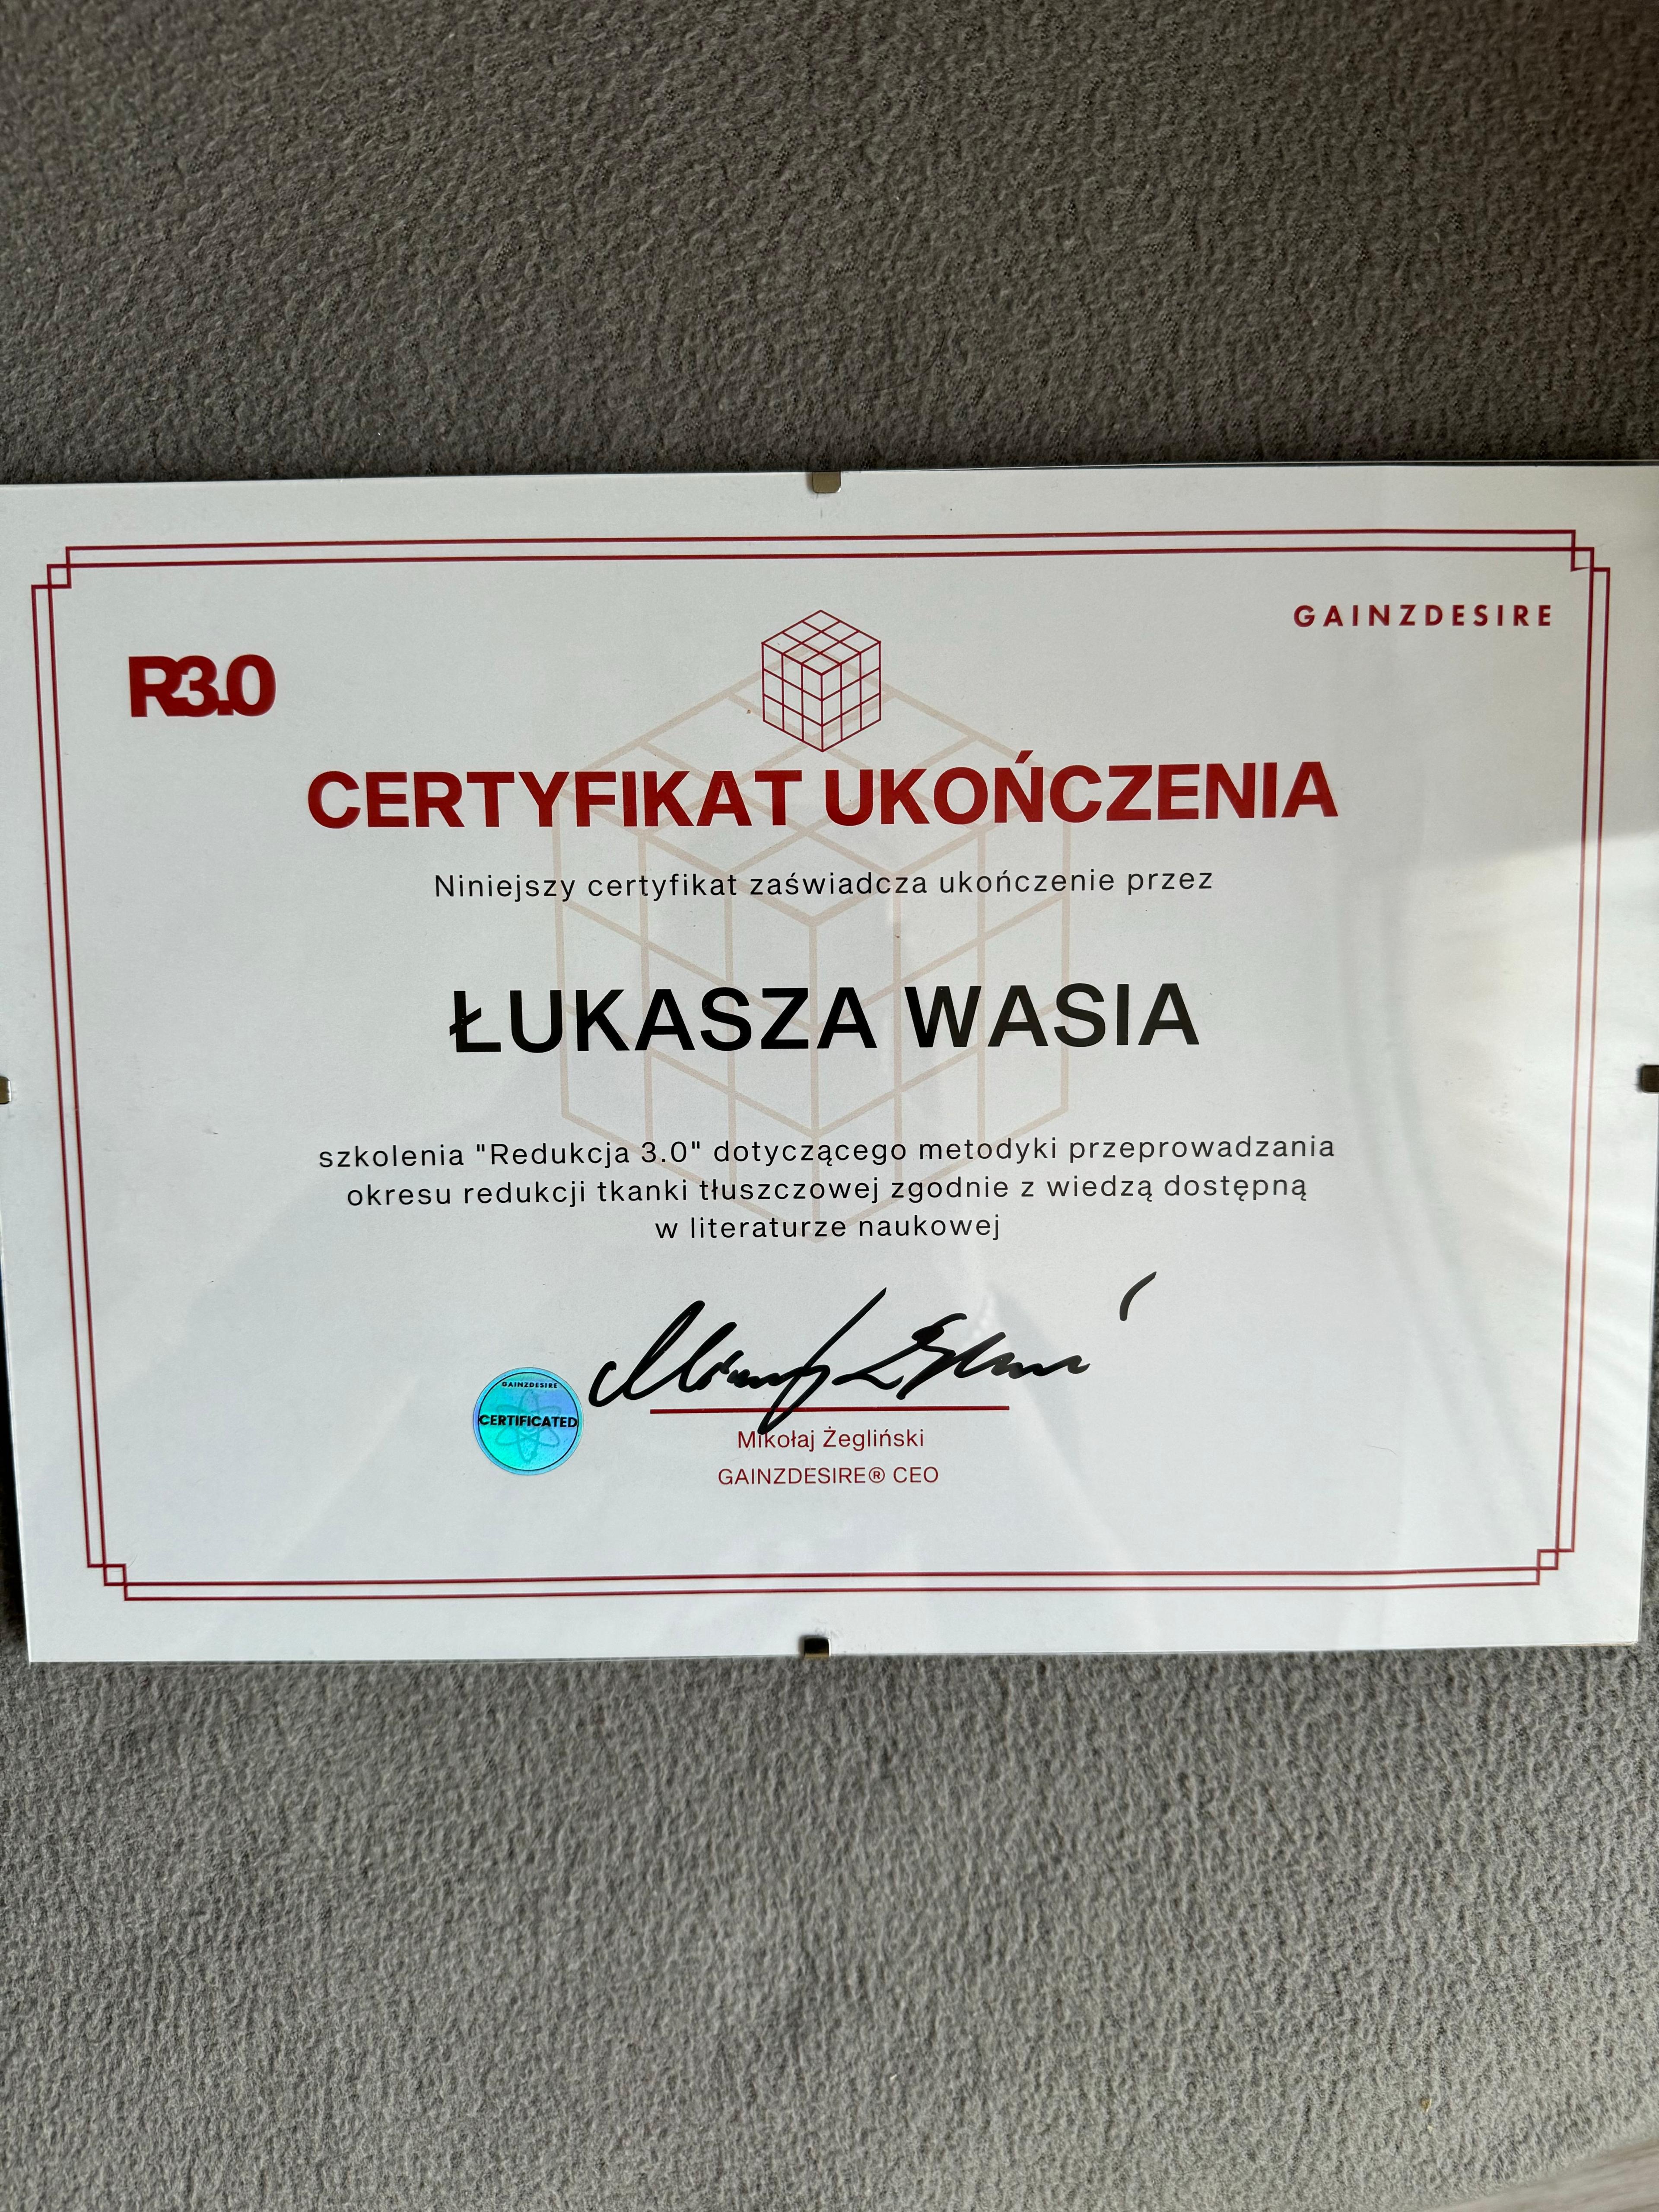 GAINZDESIRE
R3.0
CERTYFIKAT UKOŃCZENIA
Niniejszy certyfikat zaświadcza ukończenie przez
ŁUKASZA WASIA
szkolenia "Redukcja 3.0" dotyczącego metodyki przeprowadzania
okresu redukcji tkanki tłuszczowej zgodnie z wiedzą dostępną
w literaturze naukowej
GAINZDESIRE
CERTIFICATED
Mikołaj Żegliński
GAINZDESIRE® CEO